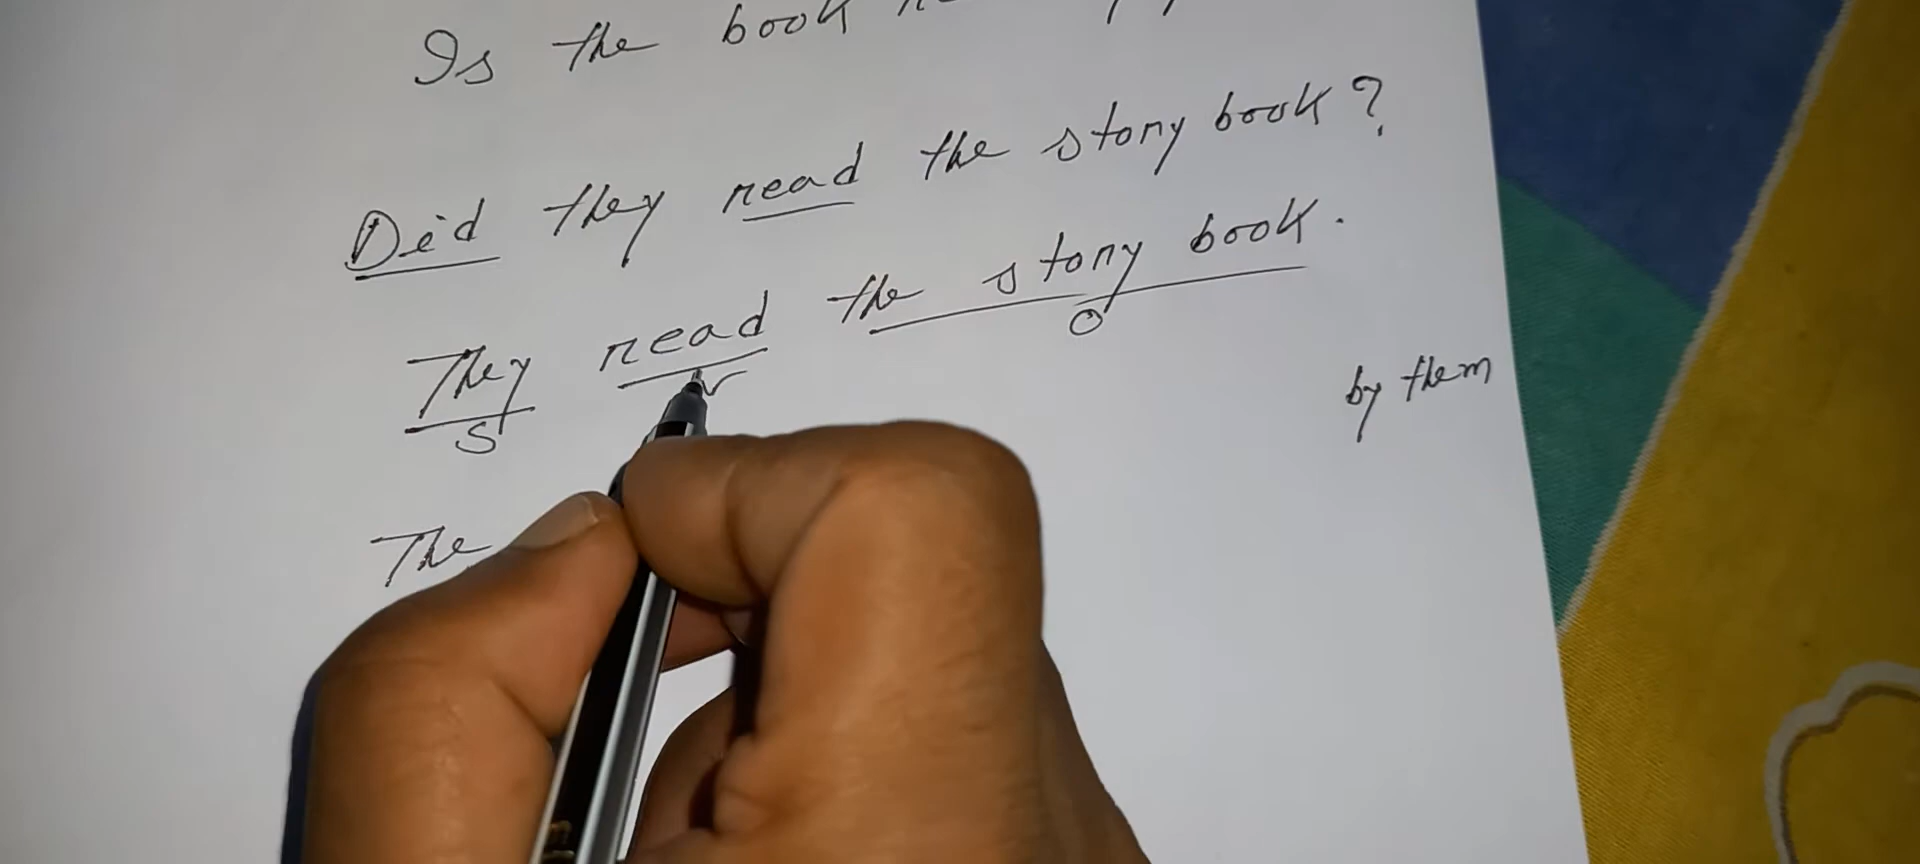 Is the book
Did they read the story book?
They read the story book.
S V O
by them
The